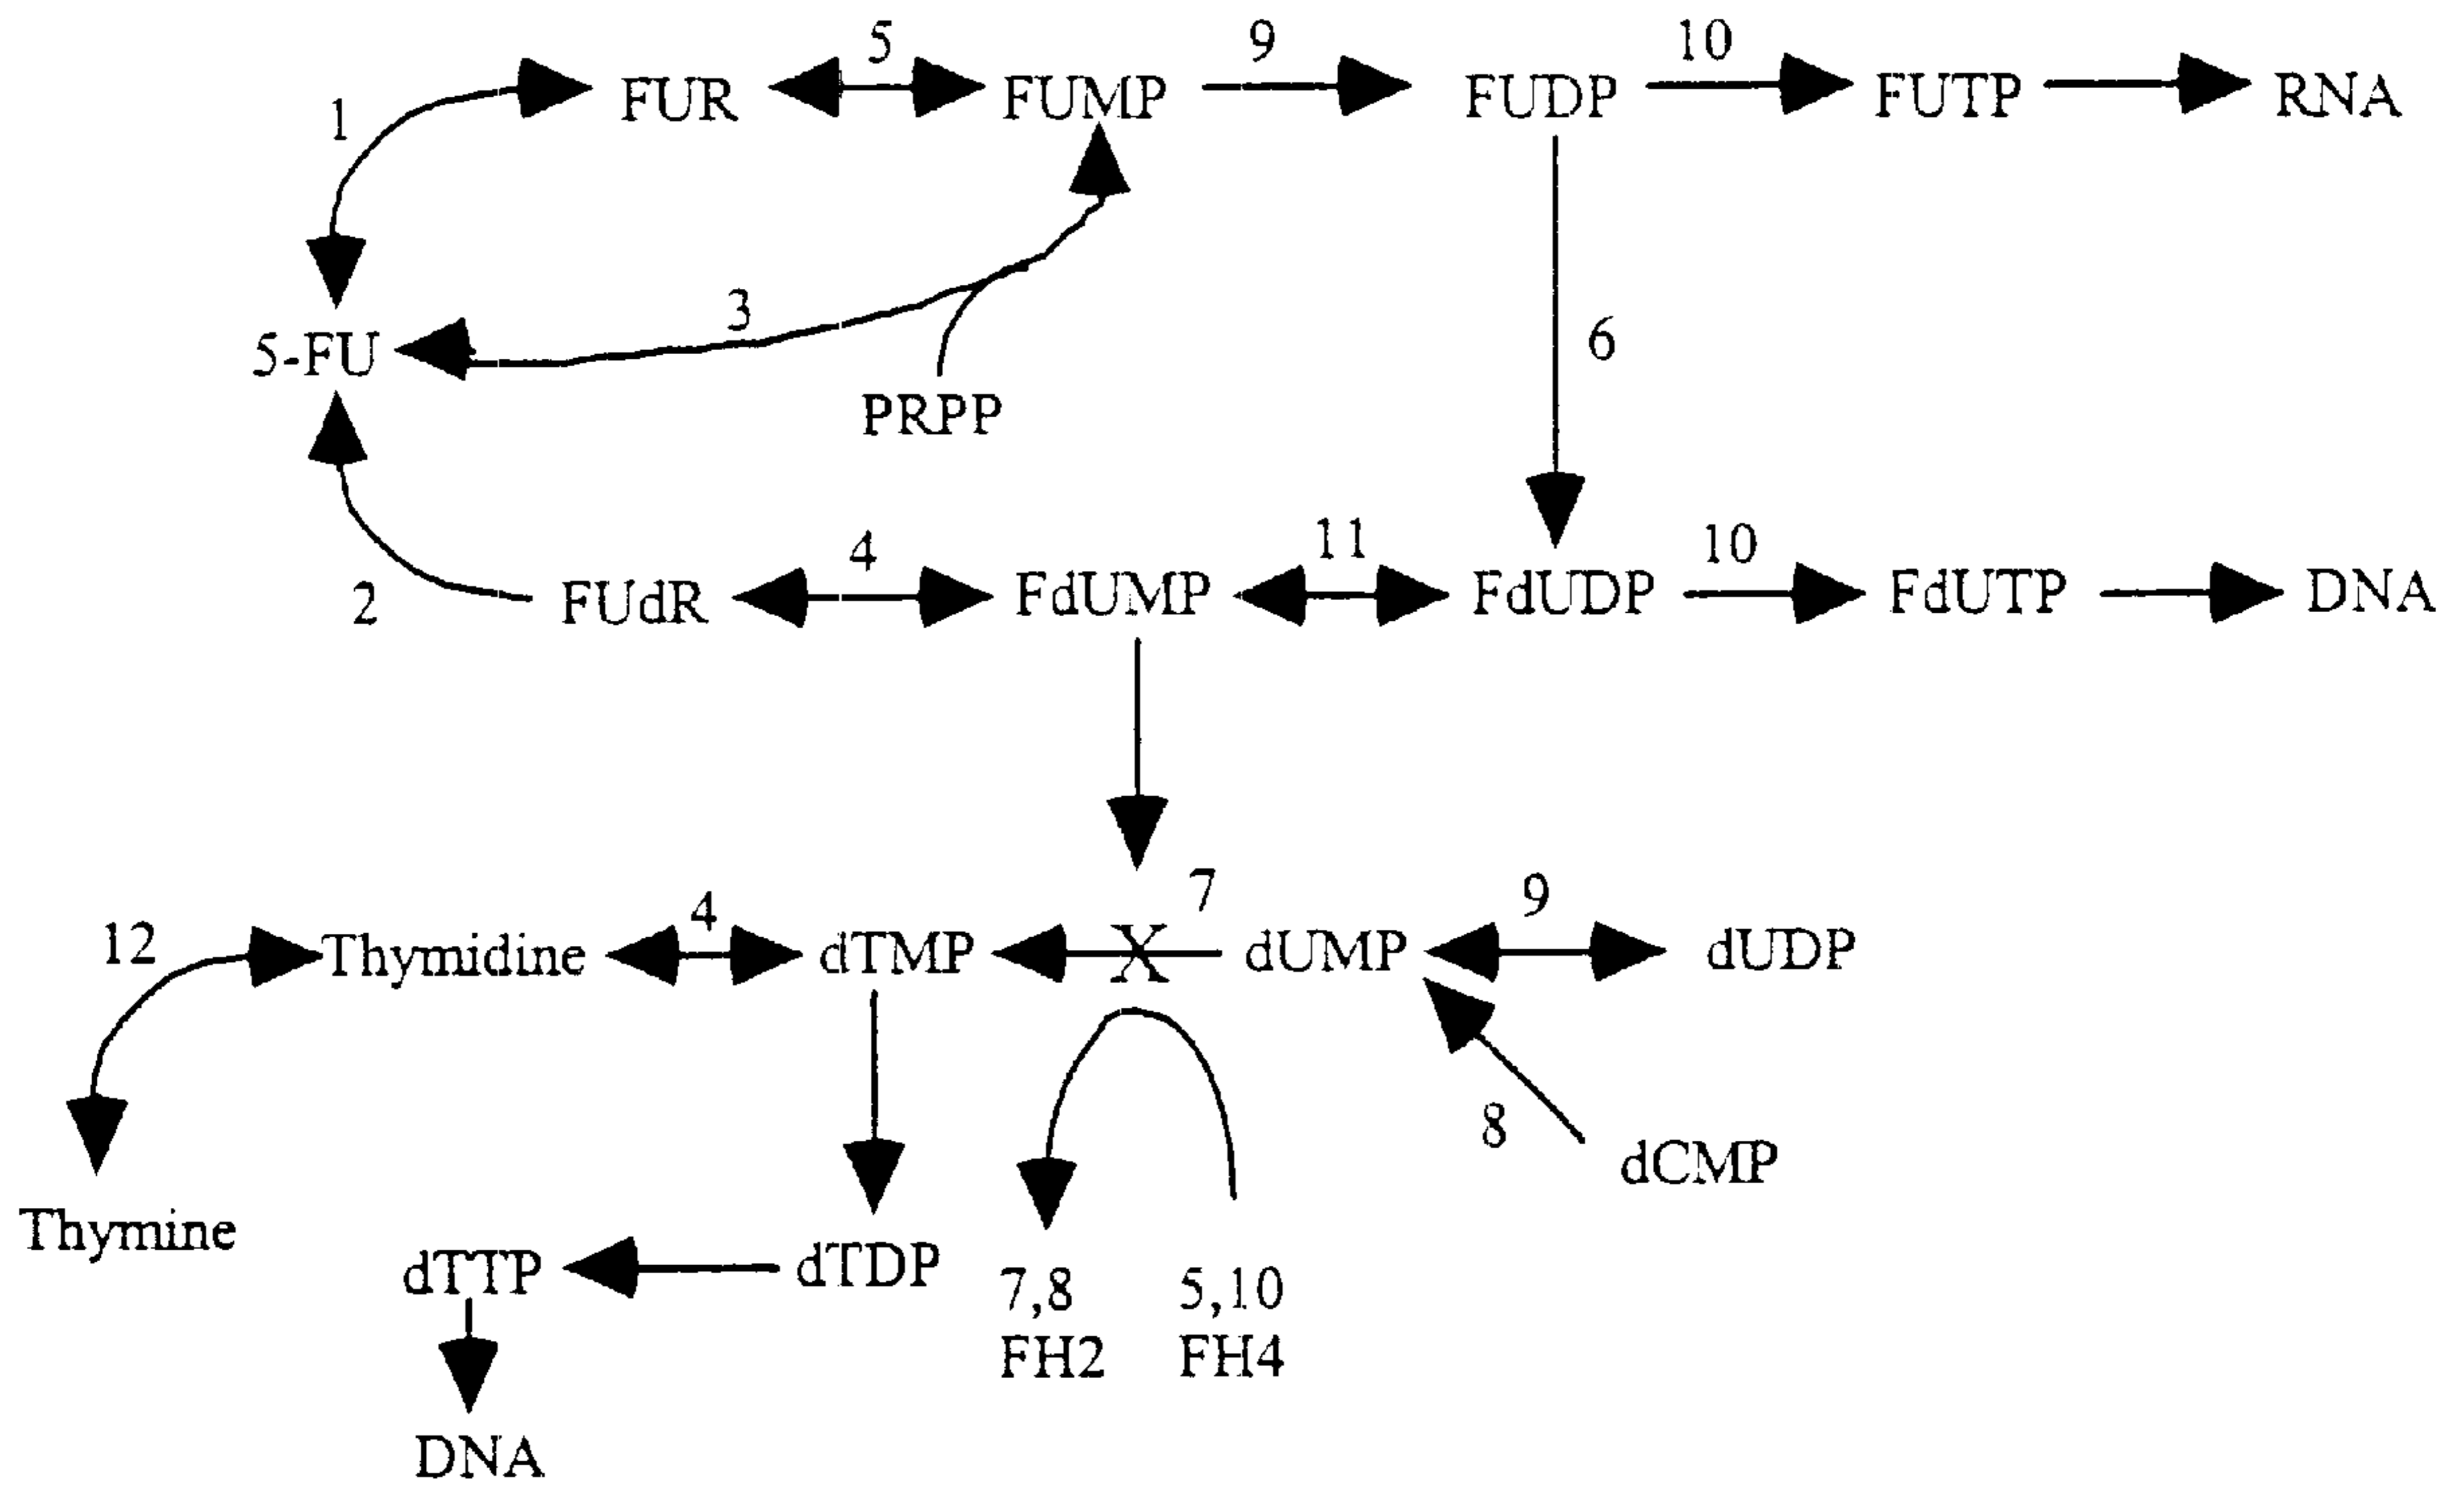 5 9 10
FUR FUMP FUDP FUTP RNA
1
3
5-FU
6
PRPP
4 11 10
2 FUdR FdUMP FdUDP FdUTP DNA
7 9
12 4
Thymidine dTMP X dUMP dUDP
8
dCMP
Thymine
dTTP dTDP 7,8 5,10
FH2 FH4
DNA